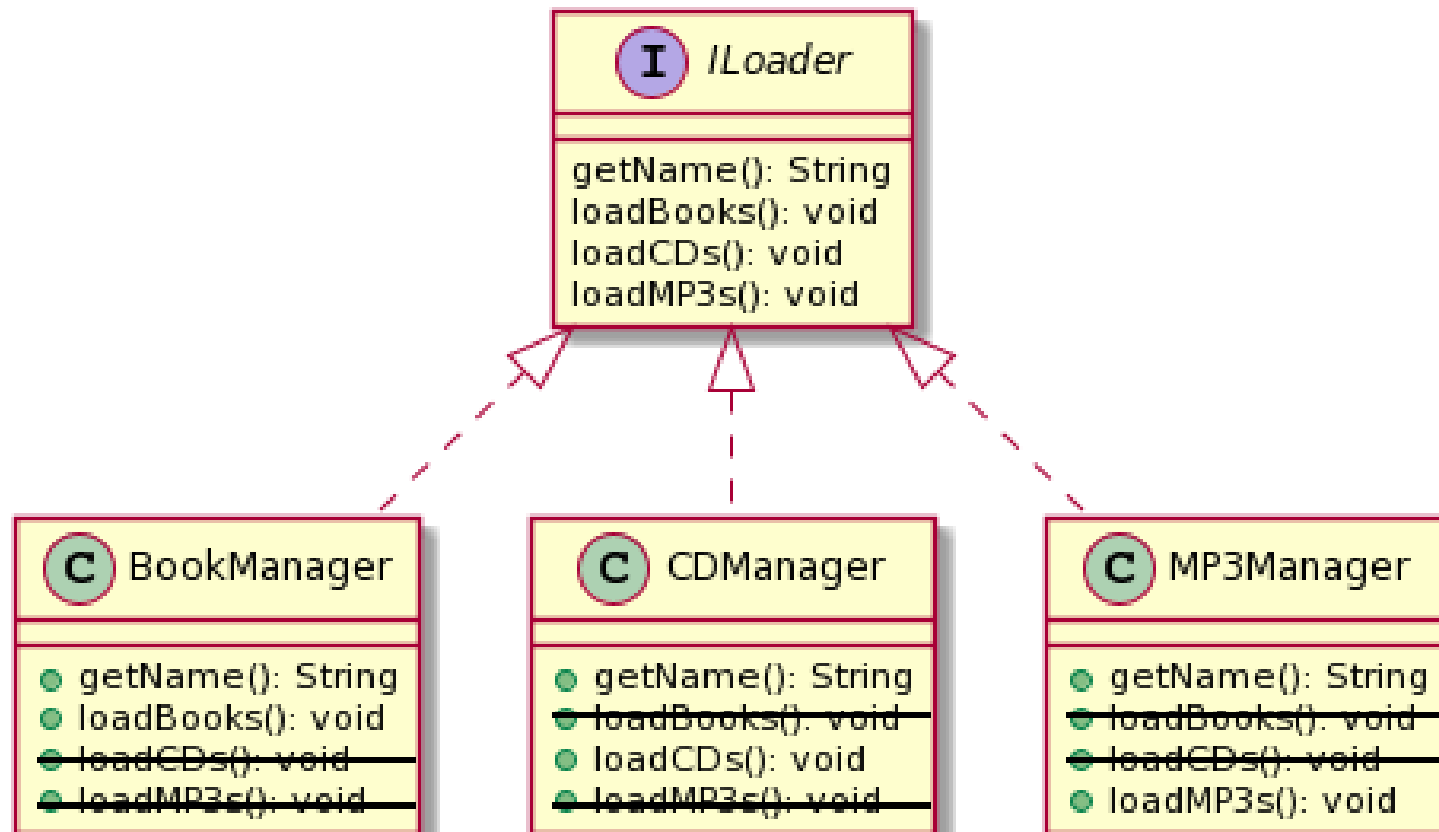 I ILoader
getName(): String
loadBooks(): void
loadCDs(): void
loadMP3s(): void
C BookManager
getName(): String
loadBooks(): void
loadCDs(): void
loadMP3s(): void
C CDManager
getName(): String
loadBooks(): void
loadCDs(): void
loadMP3s(): void
C MP3Manager
getName(): String
loadBooks(): void
loadCDs(): void
loadMP3s(): void